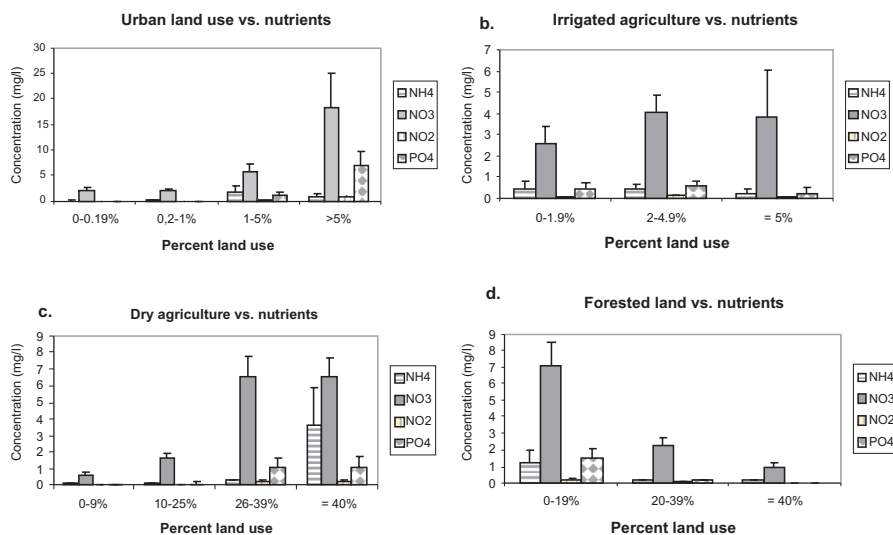 Urban land use vs. nutrients
Concentration (mg/l)
30
25
20
15
10
5
0
0-0.19% 0,2-1% 1-5% >5%
Percent land use
NH4
NO3
NO2
PO4
b. Irrigated agriculture vs. nutrients
Concentration (mg/l)
7
6
5
4
3
2
1
0
0-1.9% 2-4.9% = 5%
Percent land use
NH4
NO3
NO2
PO4
c. Dry agriculture vs. nutrients
Concentration (mg/l)
9
8
7
6
5
4
3
2
1
0
0-9% 10-25% 26-39% = 40%
Percent land use
NH4
NO3
NO2
PO4
d. Forested land vs. nutrients
Concentration (mg/l)
9
8
7
6
5
4
3
2
1
0
0-19% 20-39% = 40%
Percent land use
NH4
NO3
NO2
PO4